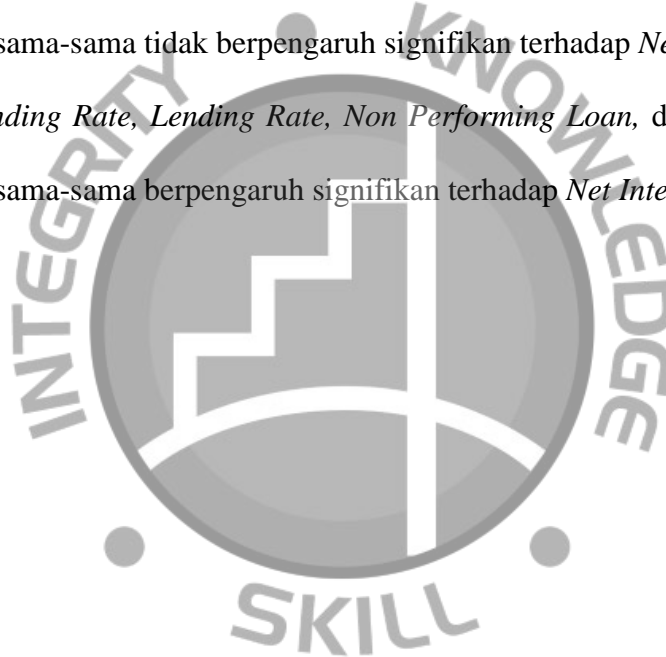 sama-sama tidak berpengaruh signifikan terhadap Ne
nding Rate, Lending Rate, Non Performing Loan, d
sama-sama berpengaruh signifikan terhadap Net Inte
INTEGRITY
KNOWLEDGE
SKILL